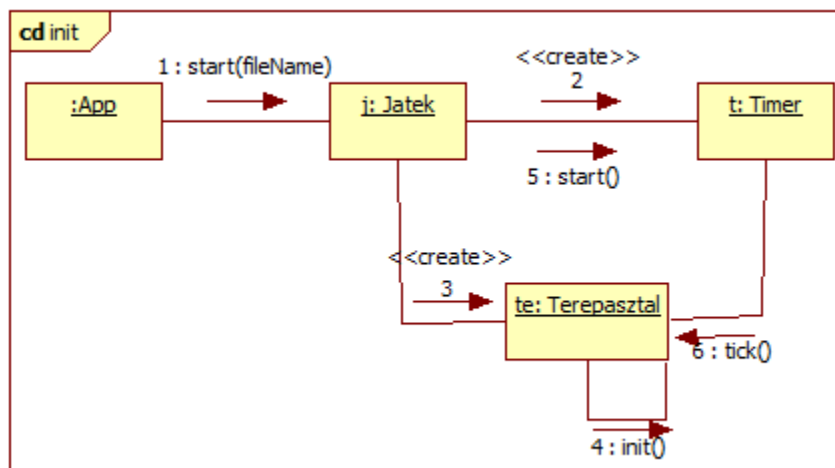 cd init
1 : start(fileName)
<<create>>
2
:App
j: Jatek
t: Timer
5 : start()
<<create>>
3
te: Terepasztal
6 : tick()
4 : init()